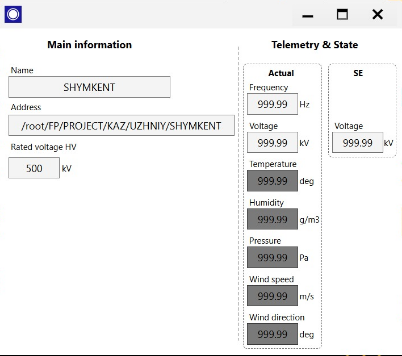 Main information
Name
SHYMKENT
Address
/root/FP/PROJECT/KAZ/UZHNIY/SHYMKENT
Rated voltage HV
500 kV
Telemetry & State
Actual
Frequency
999.99 Hz
Voltage
999.99 kV
Temperature
999.99 deg
Humidity
999.99 g/m3
Pressure
999.99 Pa
Wind speed
999.99 m/s
Wind direction
999.99 deg
SE
Voltage
999.99 kV